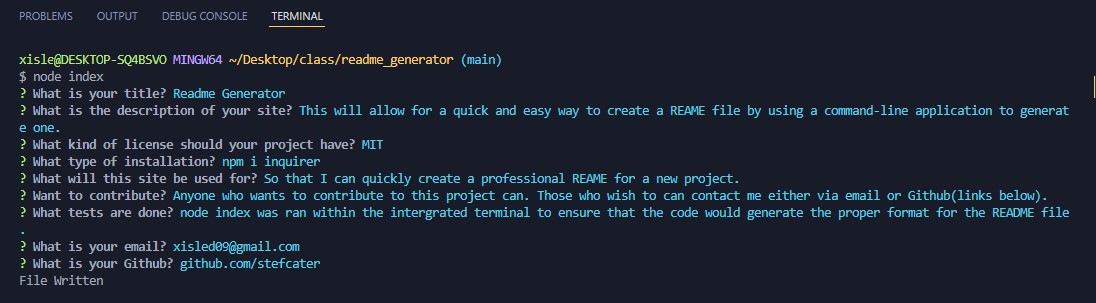 PROBLEMS OUTPUT DEBUG CONSOLE TERMINAL
xisle@DESKTOP-SQ4BSVO MINGW64 ~/Desktop/class/readme_generator (main)
$ node index
? What is your title? Readme Generator
? What is the description of your site? This will allow for a quick and easy way to create a REAME file by using a command-line application to generat
e one.
? What kind of license should your project have? MIT
? What type of installation? npm i inquirer
? What will this site be used for? So that I can quickly create a professional REAME for a new project.
? Want to contribute? Anyone who wants to contribute to this project can. Those who wish to can contact me either via email or Github(links below).
? What tests are done? node index was ran within the intergrated terminal to ensure that the code would generate the proper format for the README file
.
? What is your email? xisled09@gmail.com
? What is your Github? github.com/stefcater
File Written